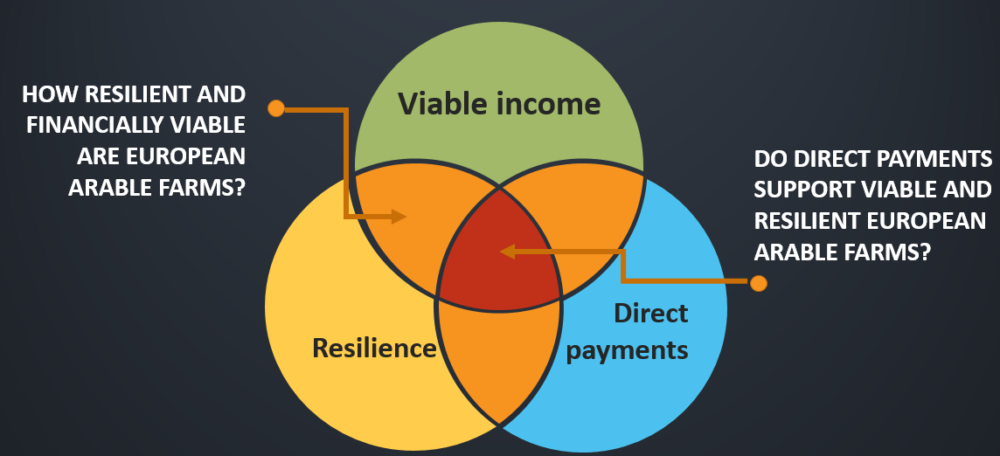 HOW RESILIENT AND
FINANCIALLY VIABLE
ARE EUROPEAN
ARABLE FARMS?
Viable income
DO DIRECT PAYMENTS
SUPPORT VIABLE AND
RESILIENT EUROPEAN
ARABLE FARMS?
Resilience
Direct
payments